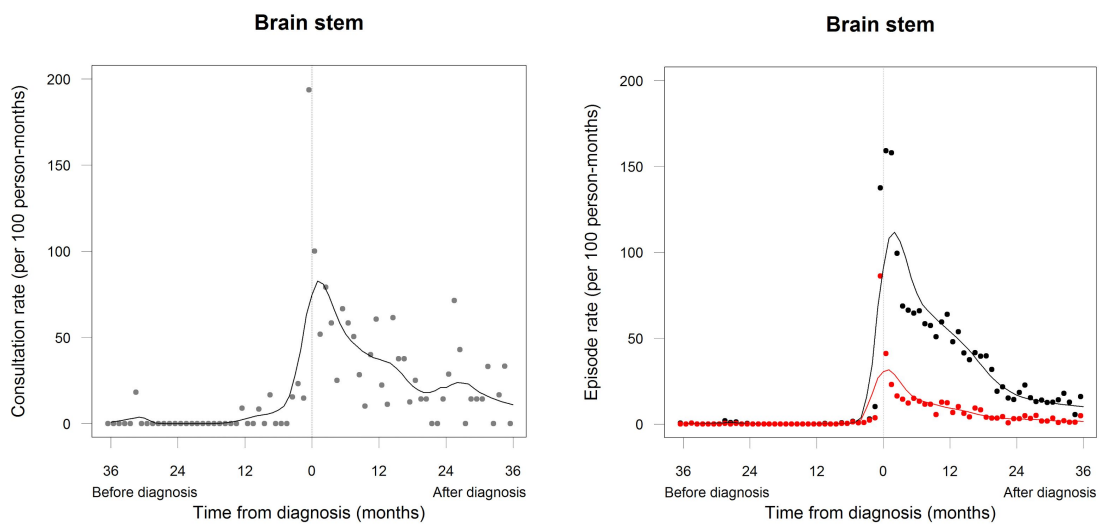 Brain stem
Consultation rate (per 100 person-months)
200
150
100
50
0
36 24 12 0 12 24 36
Before diagnosis After diagnosis
Time from diagnosis (months)
Brain stem
Episode rate (per 100 person-months)
200
150
100
50
0
36 24 12 0 12 24 36
Before diagnosis After diagnosis
Time from diagnosis (months)